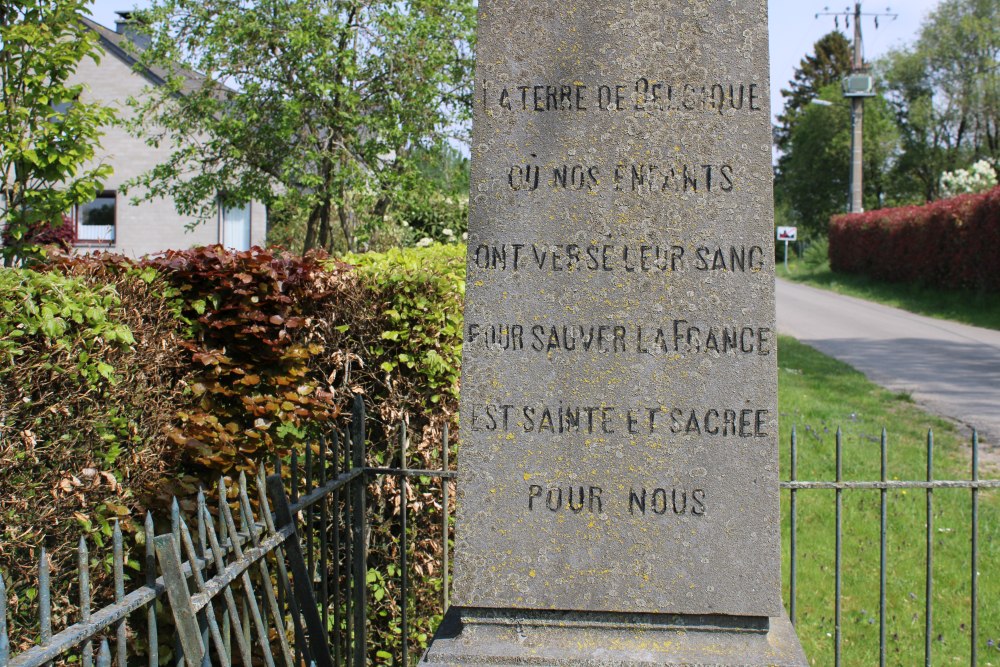 LA TERRE DE BELGIQUE
OÙ NOS ENFANTS
ONT VERSÉ LEUR SANG
POUR SAUVER LA FRANCE
EST SAINTE ET SACRÉE
POUR NOUS